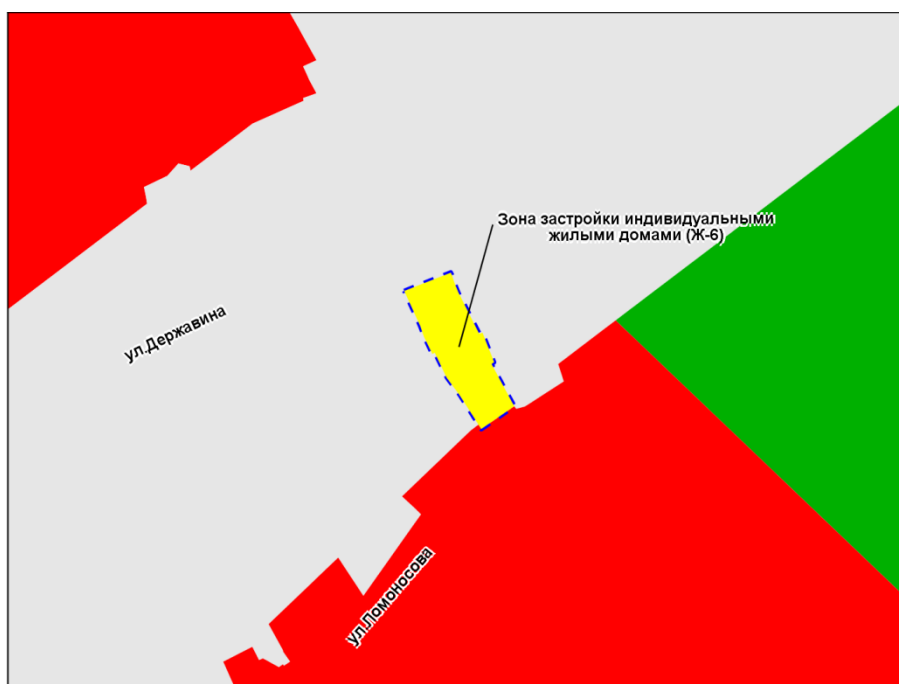 Зона застройки индивидуальными
жилыми домами (Ж-6)
ул.Державина
ул.Ломоносова